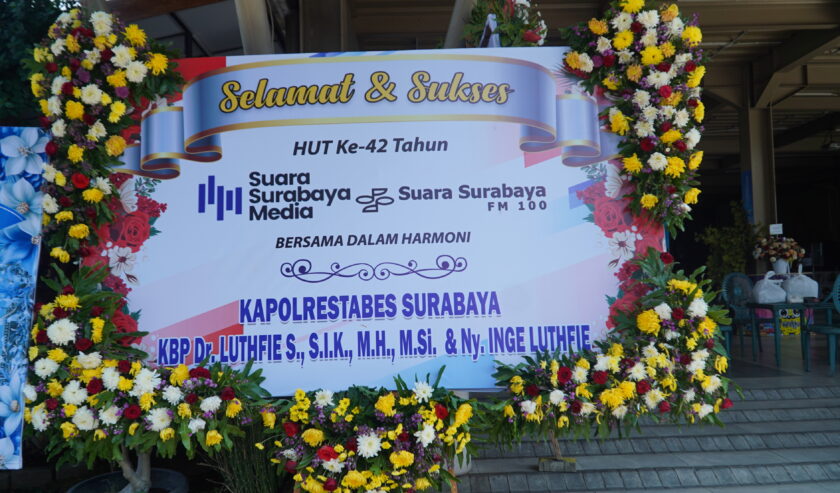 Selamat & Sukses
HUT Ke-42 Tahun
Suara
Surabaya
Media
Suara Surabaya
FM 100
BERSAMA DALAM HARMONI
KAPOLRESTABES SURABAYA
KBP Dr. LUTHFIE S., S.I.K., M.H., M.Si. & Ny. INGE LUTHFIE